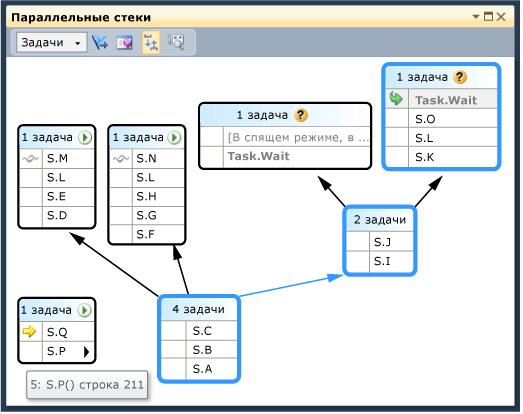 Параллельные стеки
Задачи
1 задача
Task.Wait
S.O
S.L
S.K
1 задача
[В спящем режиме, в ...
Task.Wait
1 задача
S.M
S.L
S.E
S.D
1 задача
S.N
S.L
S.H
S.G
S.F
2 задачи
S.J
S.I
1 задача
S.Q
S.P
4 задачи
S.C
S.B
S.A
5: S.P() строка 211